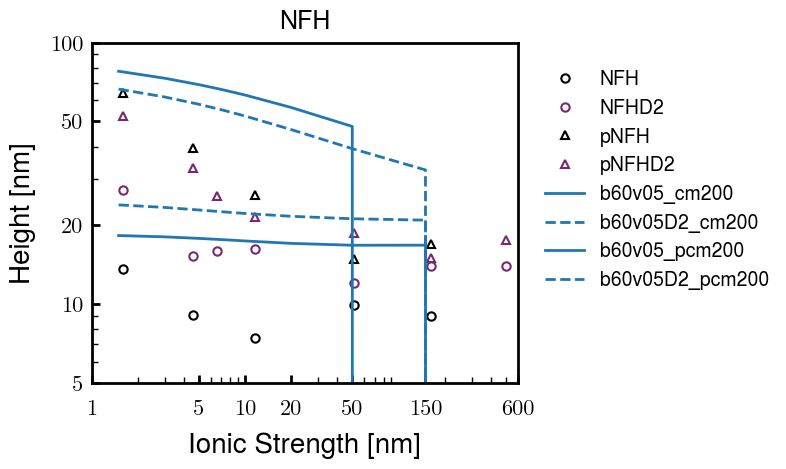 NFH
100
50
20
10
5
Height [nm]
1
5
10
20
50
150
600
Ionic Strength [nm]
NFH
NFHD2
pNFH
pNFHD2
b60v05_cm200
b60v05D2_cm200
b60v05_pcm200
b60v05D2_pcm200